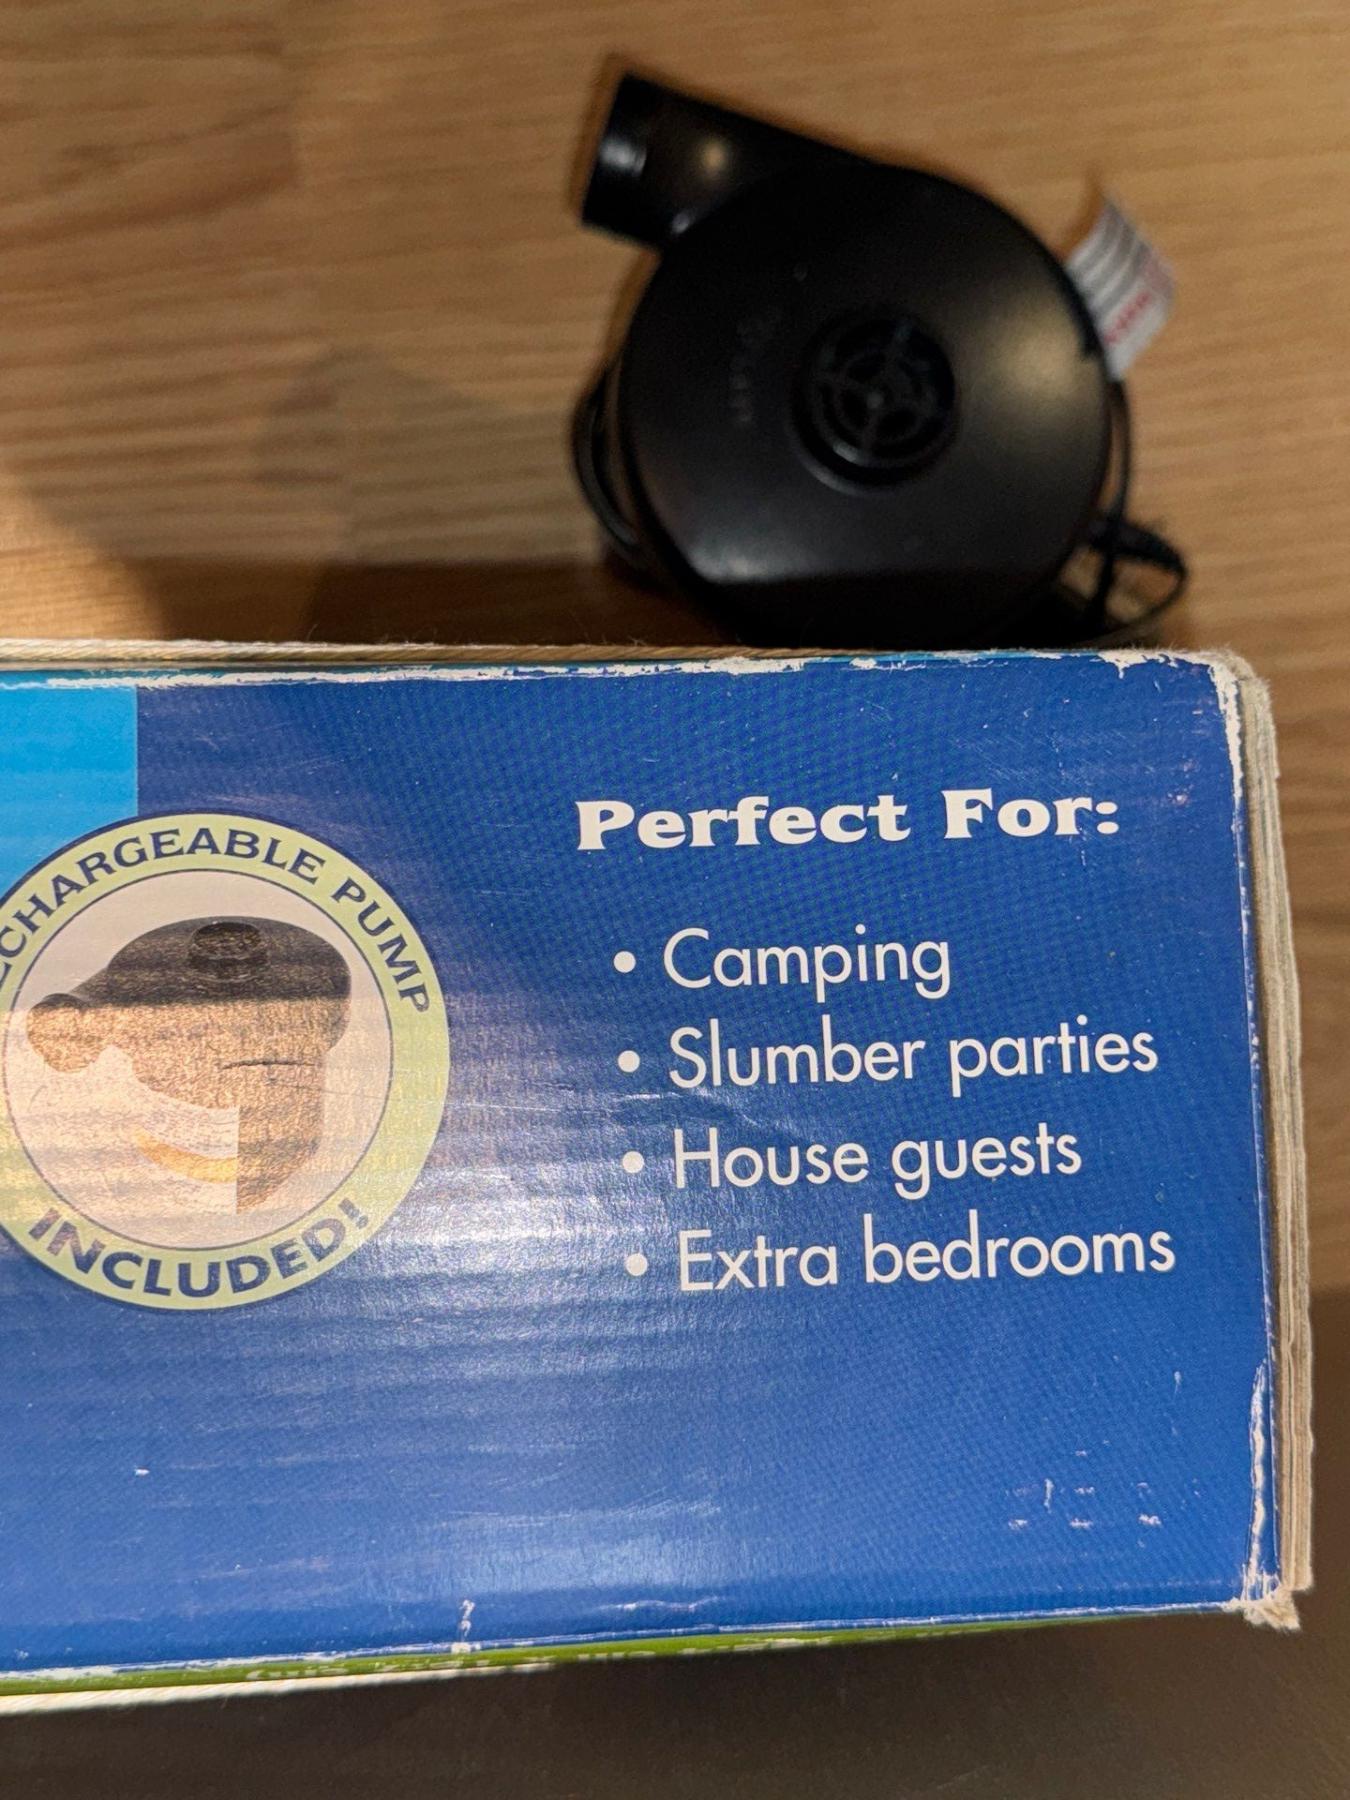 CHARGEABLE PUMP
INCLUDED!
Perfect For:
• Camping
• Slumber parties
• House guests
• Extra bedrooms